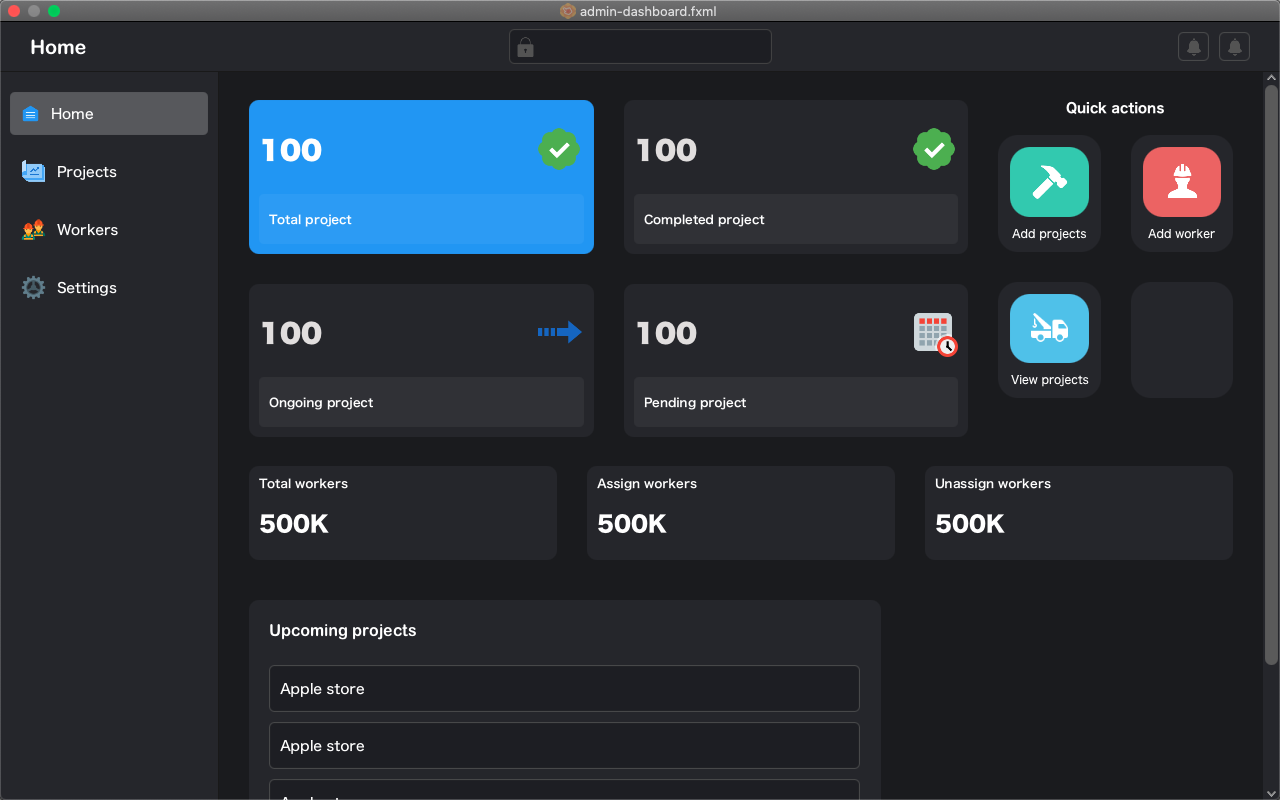 admin-dashboard.fxml
Home
Home
Projects
Workers
Settings
100
Total project
100
Completed project
100
Ongoing project
100
Pending project
Quick actions
Add projects
Add worker
View projects
Total workers
500K
Assign workers
500K
Unassign workers
500K
Upcoming projects
Apple store
Apple store